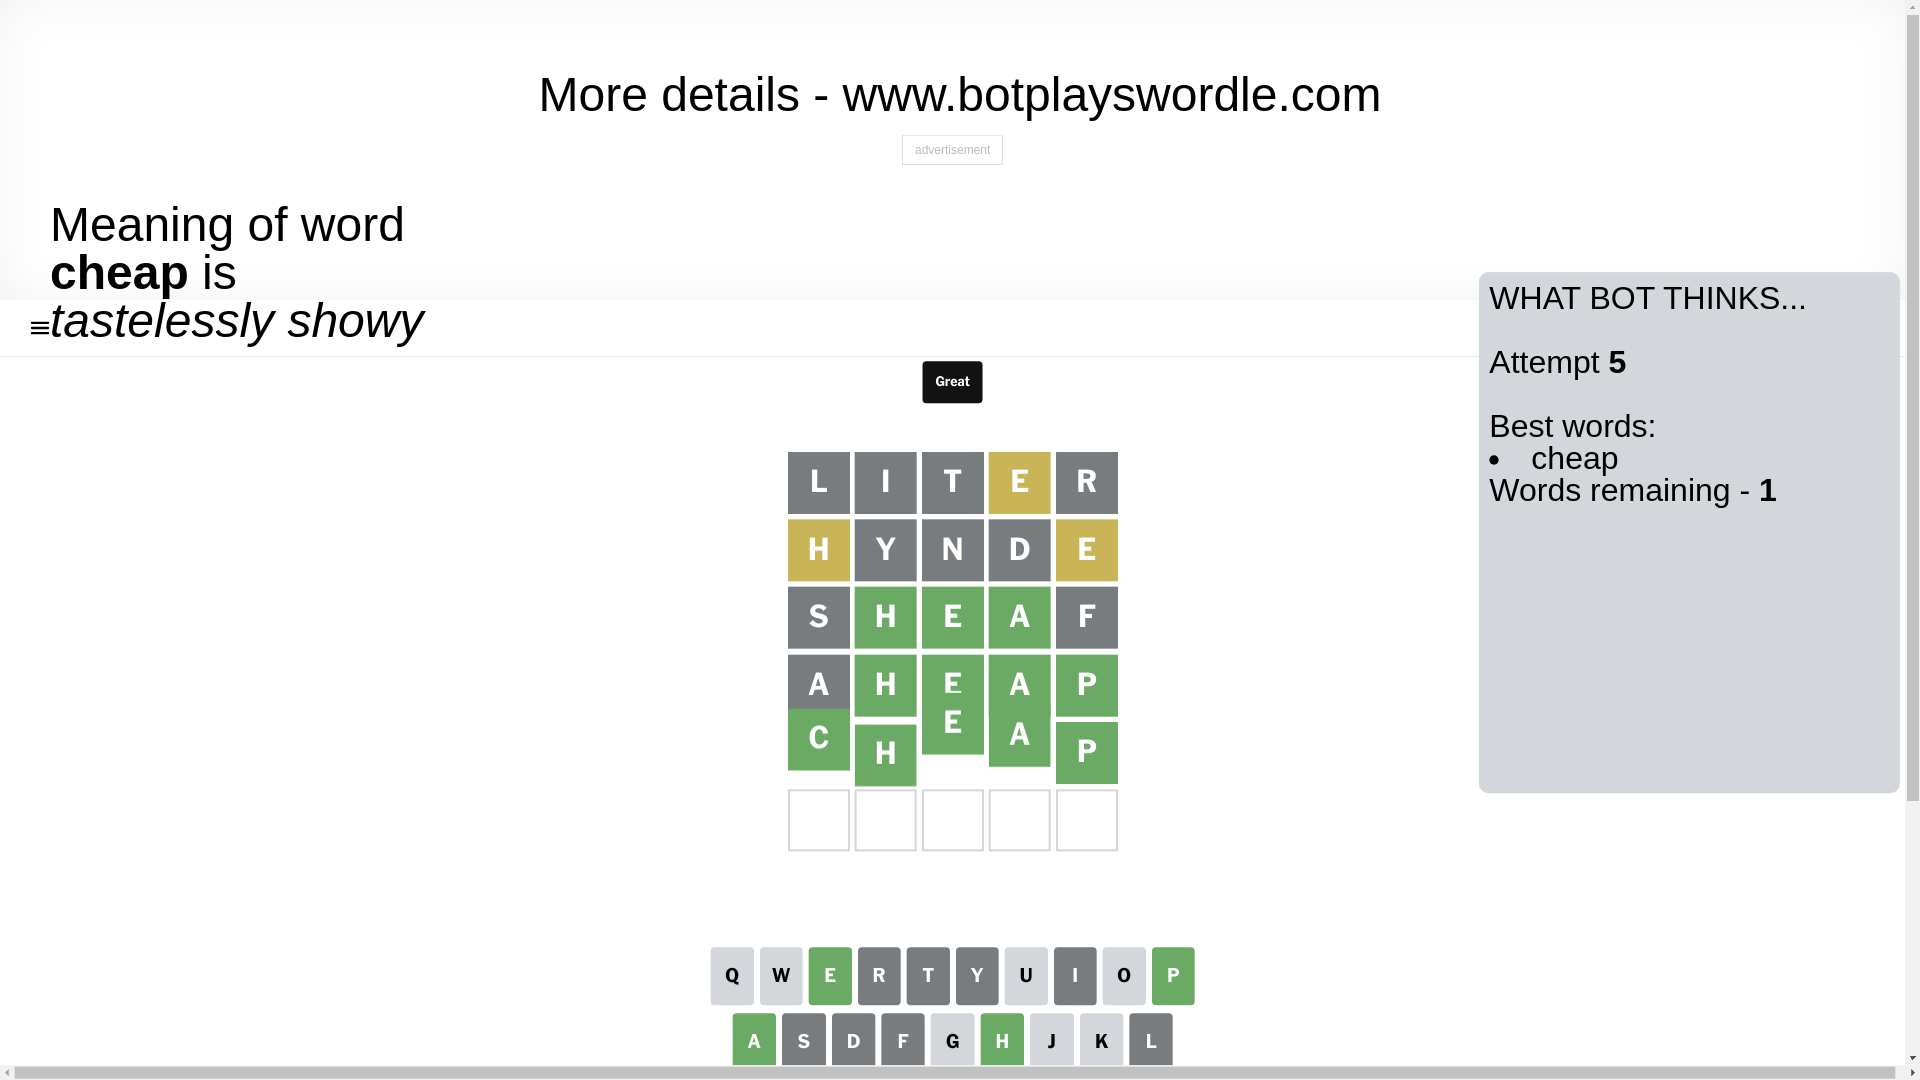 More details - www.botplayswordle.com
advertisement
Meaning of word
cheap is
tastelessly showy
WHAT BOT THINKS...
Attempt 5
Best words:
• cheap
Words remaining - 1
Great
L I T E R
H Y N D E
S H E A F
A H E A P
C H E A P
Q W E R T Y U I O P
A S D F G H J K L